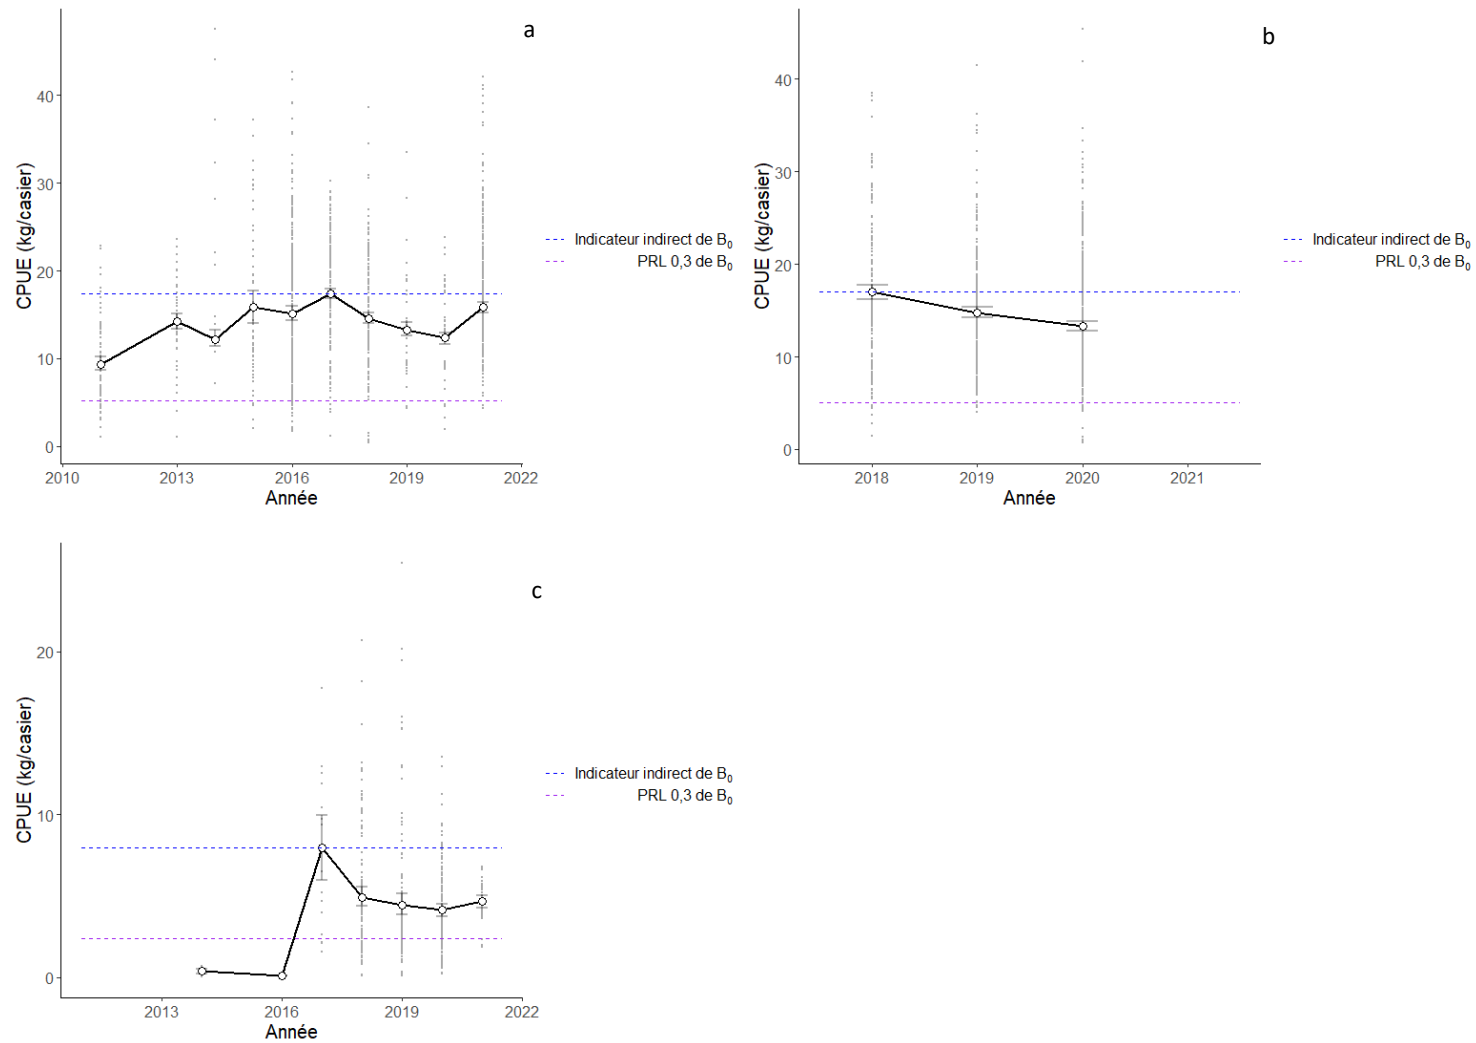 a
40
30
20
10
0
CPUE (kg/casier)
2010 2013 2016 2019 2022
Année
Indicateur indirect de B₀
PRL 0,3 de B₀
b
40
30
20
10
0
CPUE (kg/casier)
2018 2019 2020 2021
Année
Indicateur indirect de B₀
PRL 0,3 de B₀
c
20
10
0
CPUE (kg/casier)
2013 2016 2019 2022
Année
Indicateur indirect de B₀
PRL 0,3 de B₀